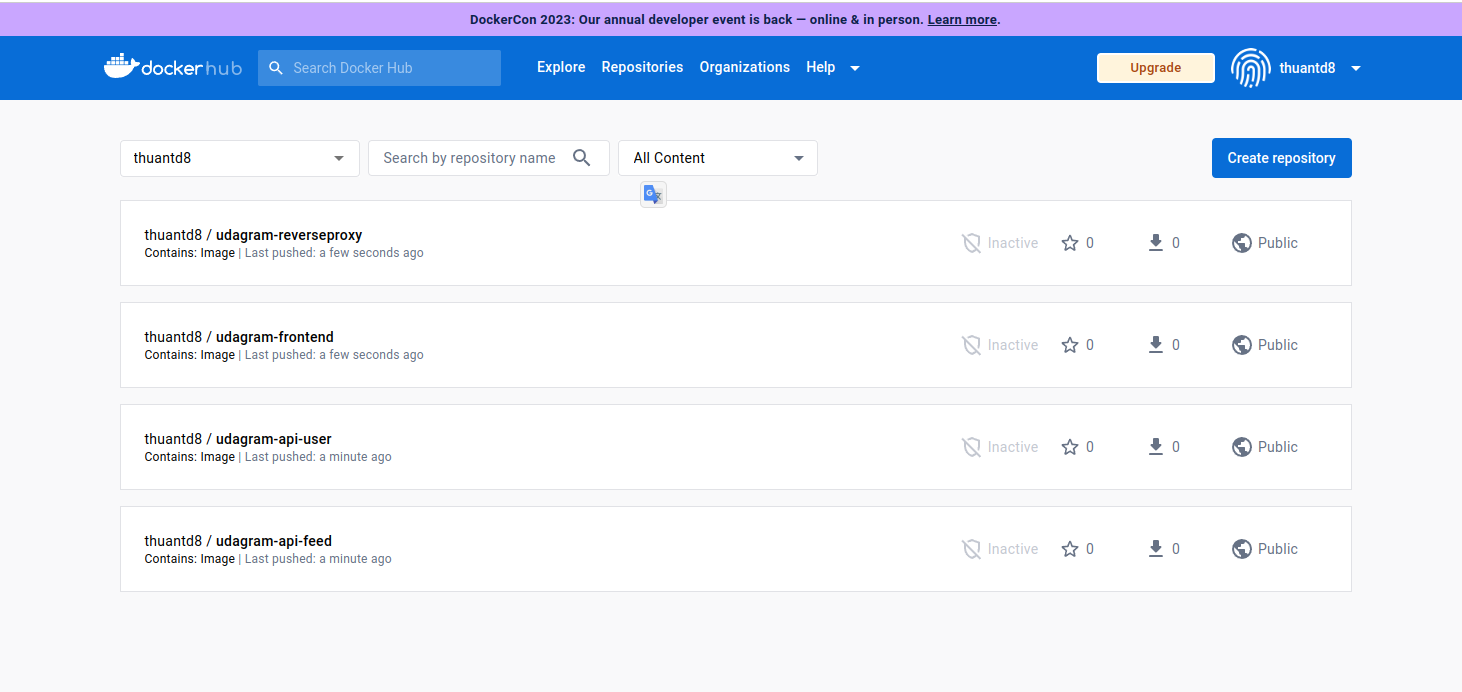 DockerCon 2023: Our annual developer event is back — online & in person. Learn more.
dockerhub
Search Docker Hub
Explore
Repositories
Organizations
Help
Upgrade
thuantd8
thuantd8
Search by repository name
All Content
Create repository
G
thuantd8 / udagram-reverseproxy
Contains: Image | Last pushed: a few seconds ago
Inactive
0
0
Public
thuantd8 / udagram-frontend
Contains: Image | Last pushed: a few seconds ago
Inactive
0
0
Public
thuantd8 / udagram-api-user
Contains: Image | Last pushed: a minute ago
Inactive
0
0
Public
thuantd8 / udagram-api-feed
Contains: Image | Last pushed: a minute ago
Inactive
0
0
Public